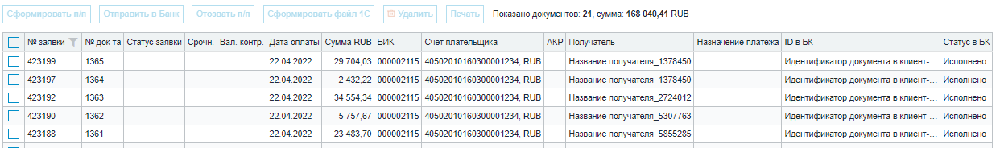 Сформировать п/п Отправить в Банк Отозвать п/п Сформировать файл 1С Удалить Печать Показано документов: 21, сумма: 168 040,41 RUB
№ заявки № док-та Статус заявки Срочн. Вал. контр. Дата оплаты Сумма RUB БИК Счет плательщика АКР Получатель Назначение платежа ID в БК Статус в БК
423199 1365 22.04.2022 29 704,03 000002115 40502010160300001234, RUB Название получателя_1378450 Идентификатор документа в клиент-... Исполнено
423197 1364 22.04.2022 2 432,22 000002115 40502010160300001234, RUB Название получателя_1378450 Идентификатор документа в клиент-... Исполнено
423192 1363 22.04.2022 34 554,34 000002115 40502010160300001234, RUB Название получателя_2724012 Идентификатор документа в клиент-... Исполнено
423190 1362 22.04.2022 5 757,67 000002115 40502010160300001234, RUB Название получателя_5307763 Идентификатор документа в клиент-... Исполнено
423188 1361 22.04.2022 23 483,70 000002115 40502010160300001234, RUB Название получателя_5855285 Идентификатор документа в клиент-... Исполнено